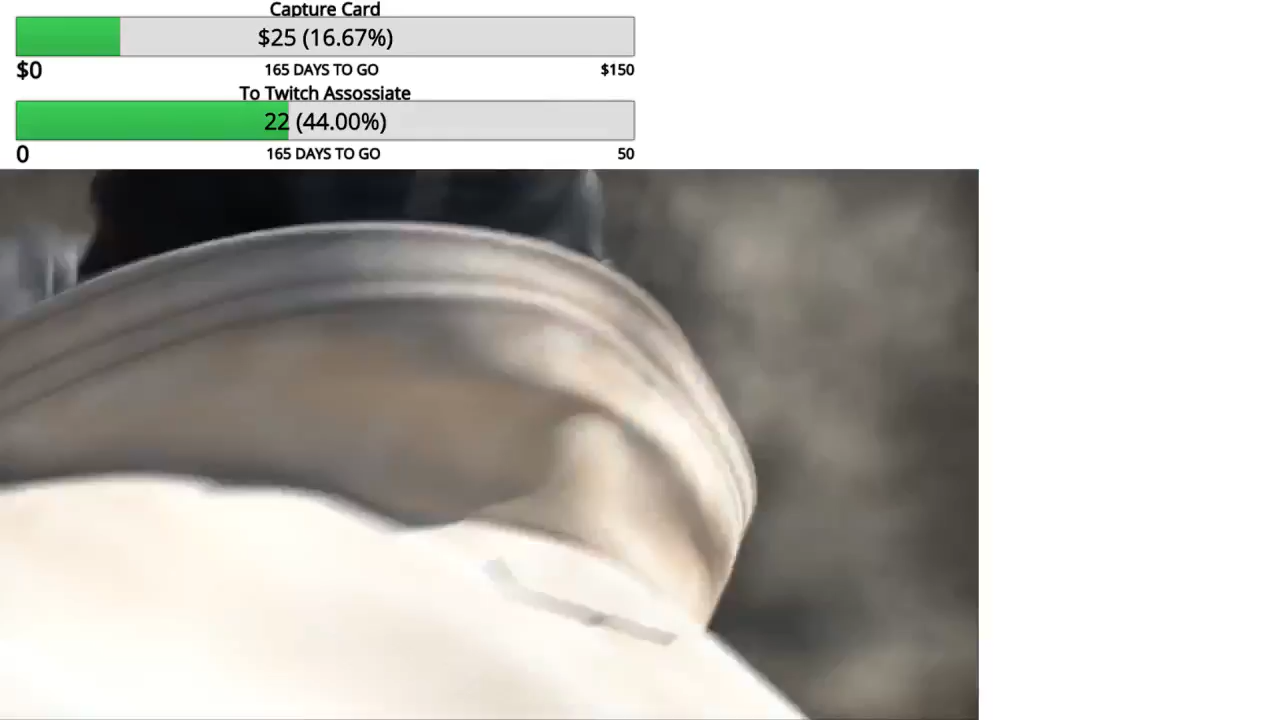 Capture Card
$25 (16.67%)
$0 165 DAYS TO GO $150
To Twitch Assossiate
22 (44.00%)
0 165 DAYS TO GO 50